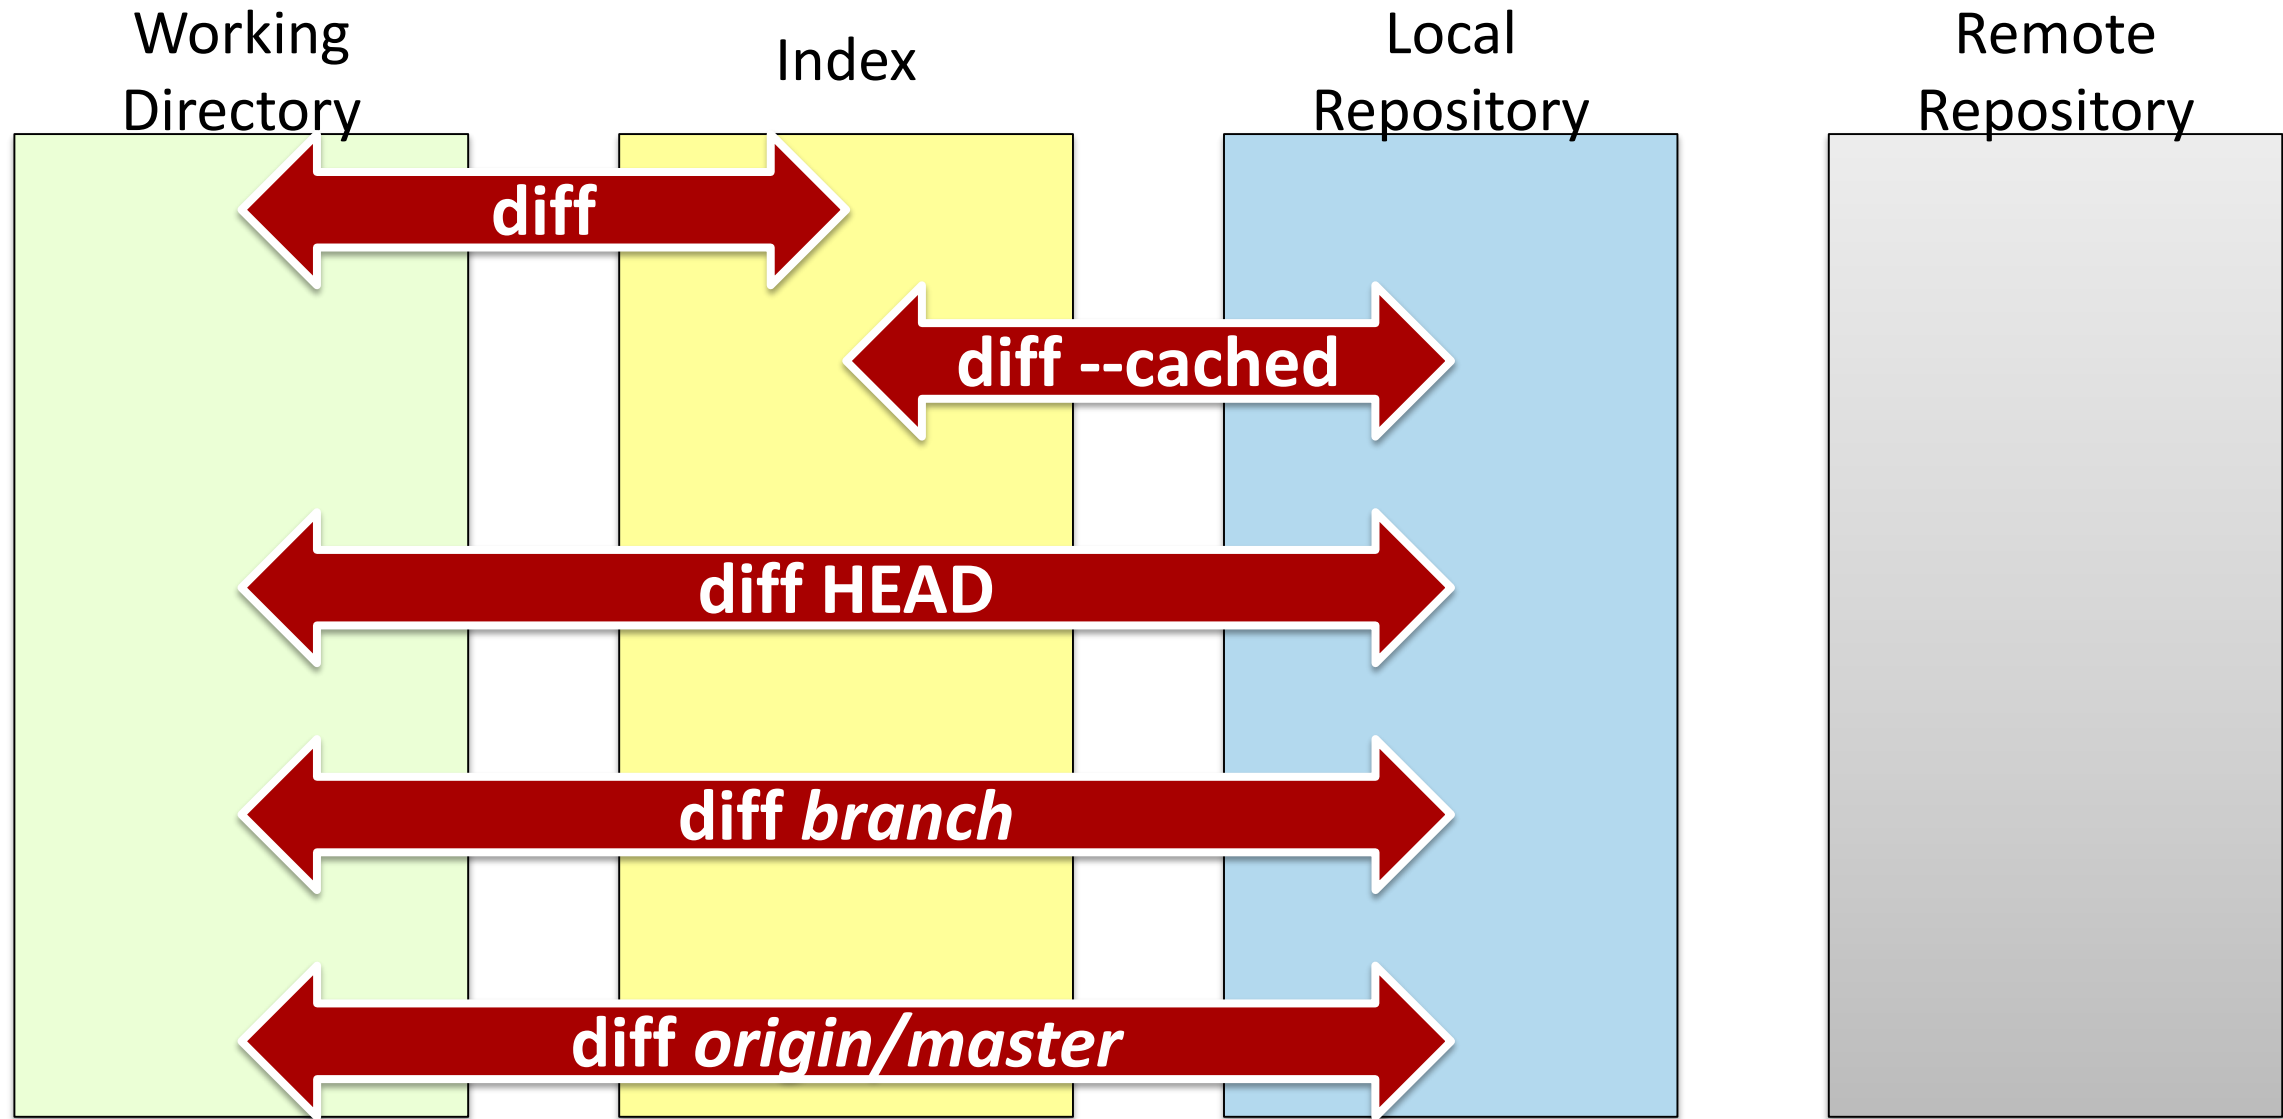 Working
Directory
Index
Local
Repository
Remote
Repository
diff
diff --cached
diff HEAD
diff branch
diff origin/master